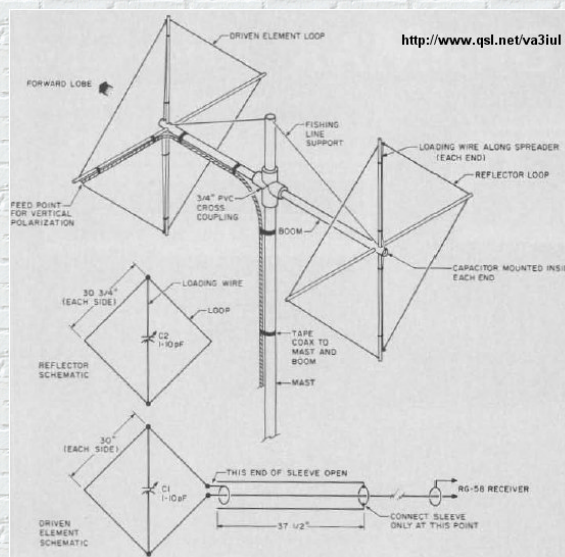 http://www.qsl.net/va3iul
DRIVEN ELEMENT LOOP
FORWARD LOBE
FISHING
LINE
SUPPORT
LOADING WIRE ALONG SPREADER
(EACH END)
REFLECTOR LOOP
FEED POINT
FOR VERTICAL
POLARIZATION
3/4" PVC
CROSS
COUPLING
BOOM
CAPACITOR MOUNTED INSI
EACH END
30 3/4"
(EACH SIDE)
LOADING WIRE
LOOP
C2
1-10pF
REFLECTOR
SCHEMATIC
TAPE
COAX TO
MAST AND
BOOM
MAST
30"
(EACH SIDE)
C1
1-10pF
DRIVEN
ELEMENT
SCHEMATIC
THIS END OF SLEEVE OPEN
RG-58 RECEIVER
37 1/2"
CONNECT SLEEVE
ONLY AT THIS POINT